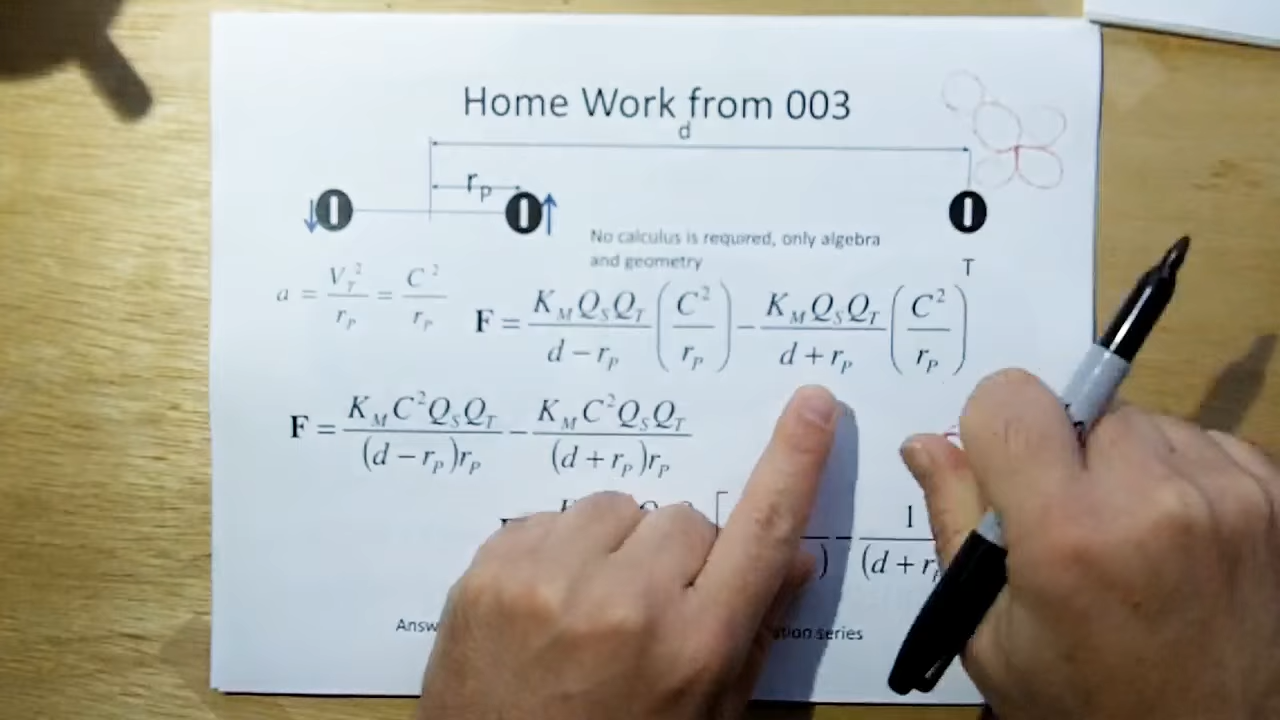 Home Work from 003
d
r_P
No calculus is required, only algebra
and geometry
T
a = V_T^2 / r_P = C^2 / r_P
F = K_M Q_S Q_T / (d − r_P) (C^2 / r_P) − K_M Q_S Q_T / (d + r_P) (C^2 / r_P)
F = K_M C^2 Q_S Q_T / (d − r_P)r_P − K_M C^2 Q_S Q_T / (d + r_P)r_P
[ ) − 1 / (d + r
series